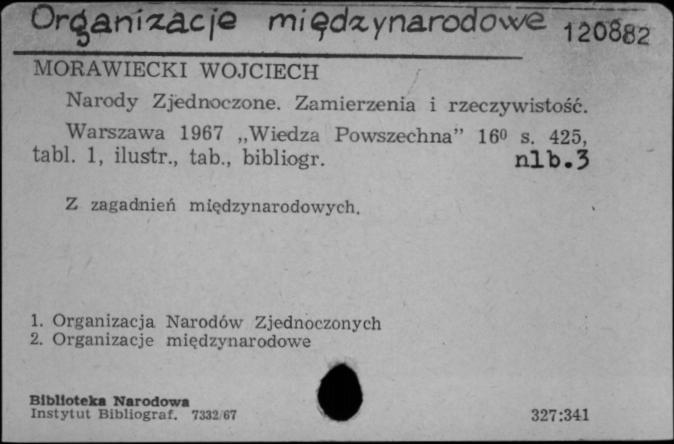 Organizacje międzynarodowe 120882
MORAWIECKI WOJCIECH
Narody Zjednoczone. Zamierzenia i rzeczywistość.
Warszawa 1967 „Wiedza Powszechna” 16⁰ s. 425,
tabl. 1, ilustr., tab., bibliogr. nlb.3
Z zagadnień międzynarodowych.
1. Organizacja Narodów Zjednoczonych
2. Organizacje międzynarodowe
Biblioteka Narodowa
Instytut Bibliograf. 7332/67 327:341